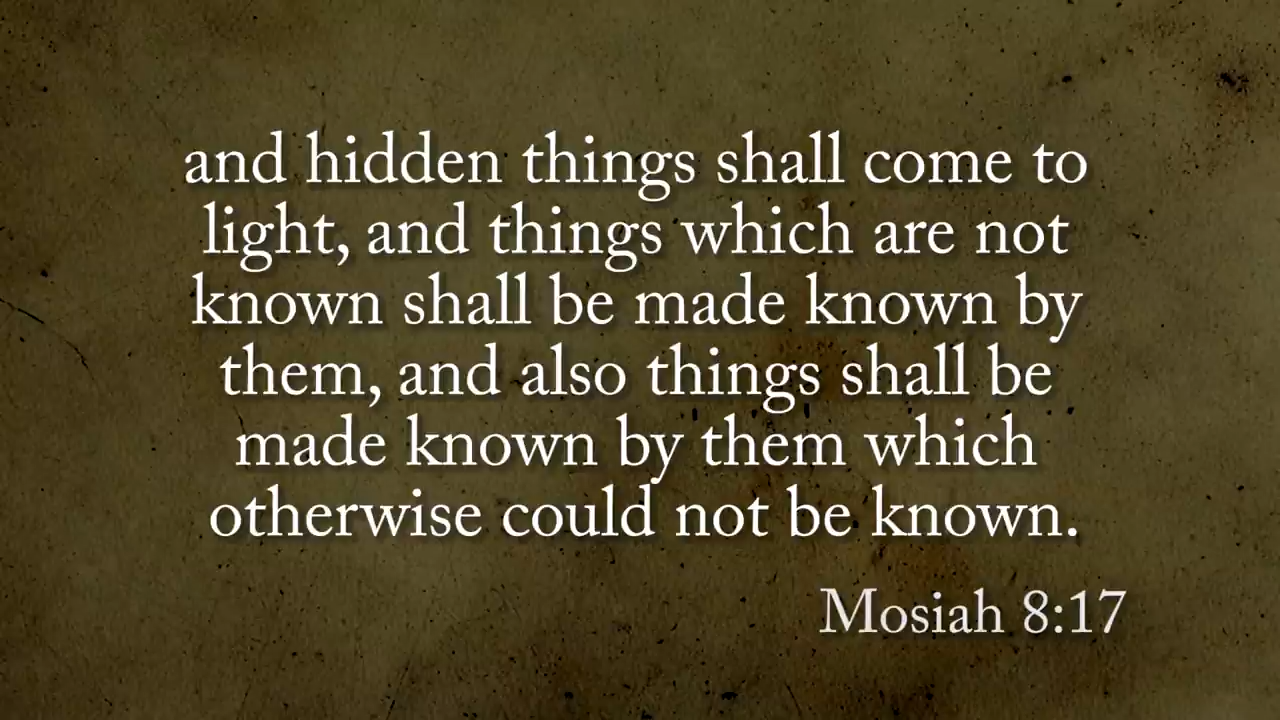 and hidden things shall come to
light, and things which are not
known shall be made known by
them, and also things shall be
made known by them which
otherwise could not be known.
Mosiah 8:17